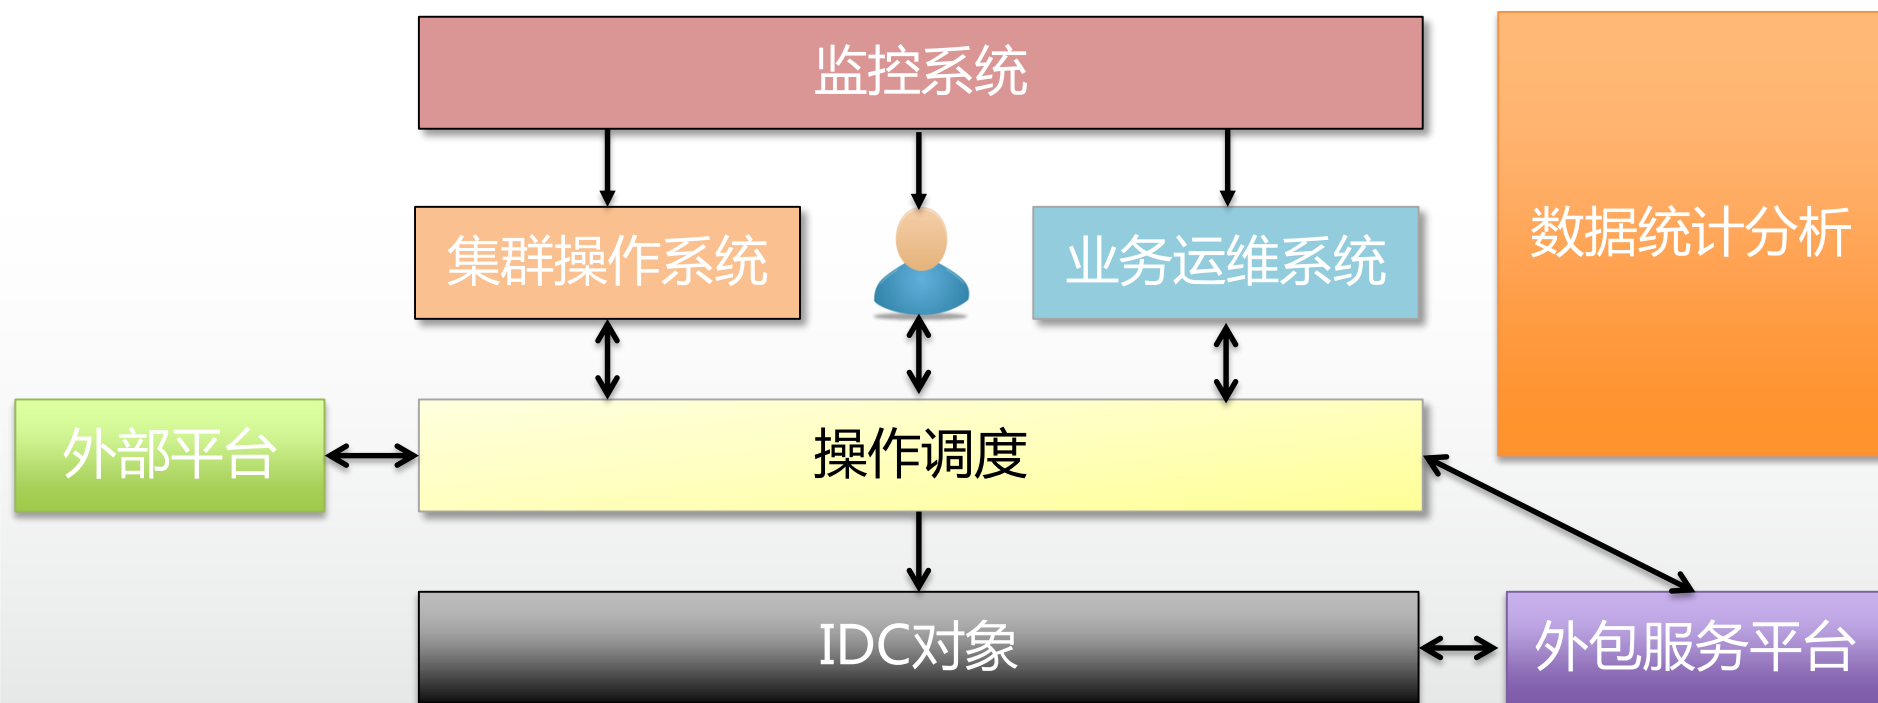 监控系统
集群操作系统
业务运维系统
数据统计分析
外部平台
操作调度
IDC对象
外包服务平台